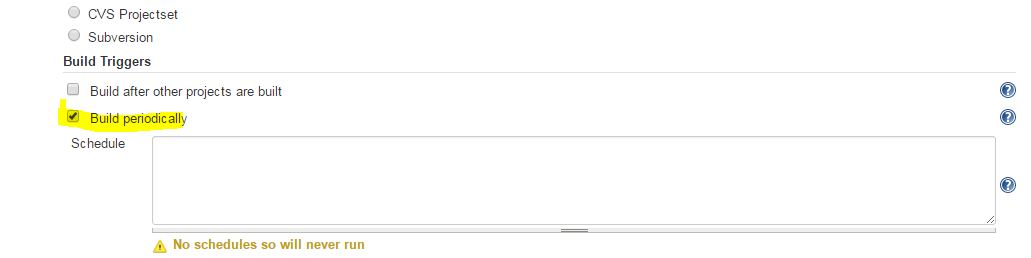 CVS Projectset
Subversion
Build Triggers
Build after other projects are built
Build periodically
Schedule
No schedules so will never run